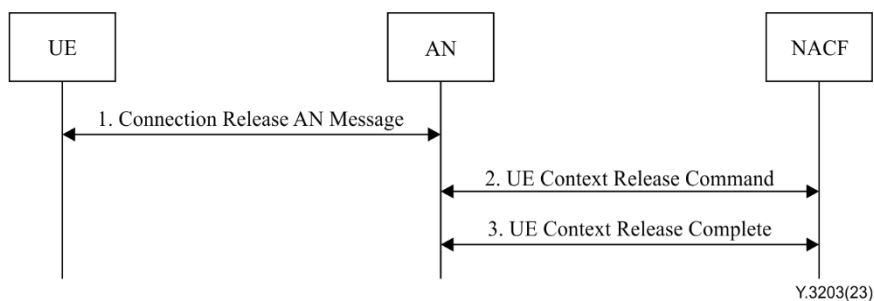 UE
AN
NACF
1. Connection Release AN Message
2. UE Context Release Command
3. UE Context Release Complete
Y.3203(23)